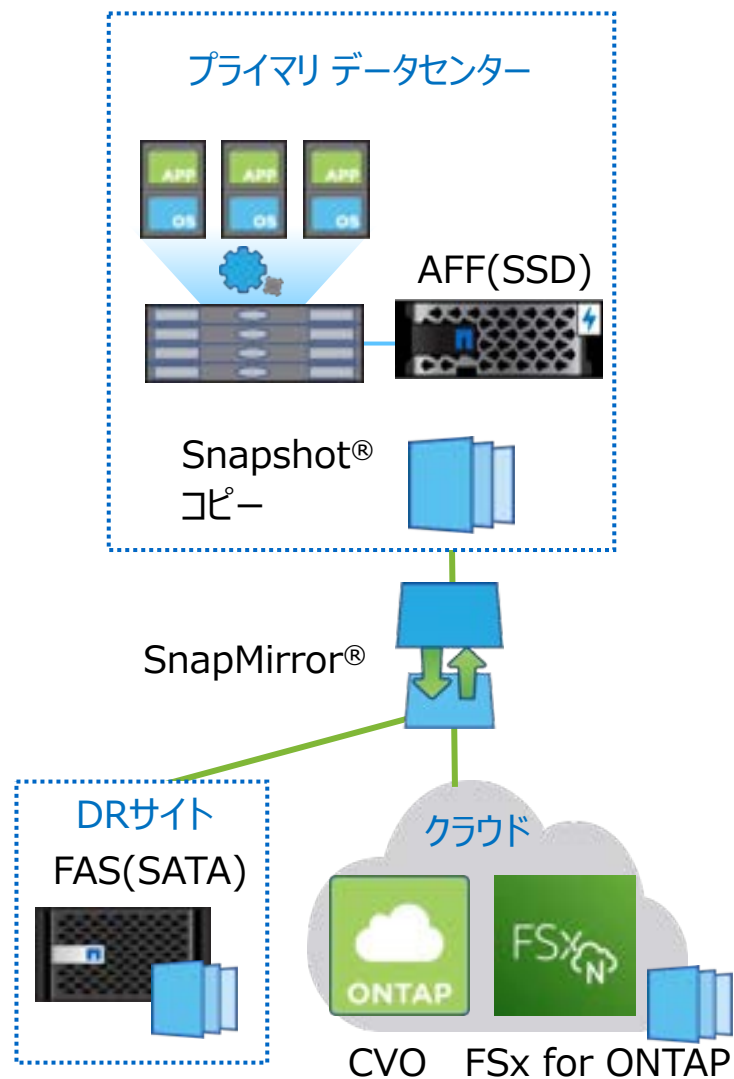 プライマリ データセンター
APP APP APP
OS OS OS
AFF(SSD)
Snapshot®
コピー
SnapMirror®
DRサイト
FAS(SATA)
クラウド
ONTAP
FSx
N
CVO FSx for ONTAP